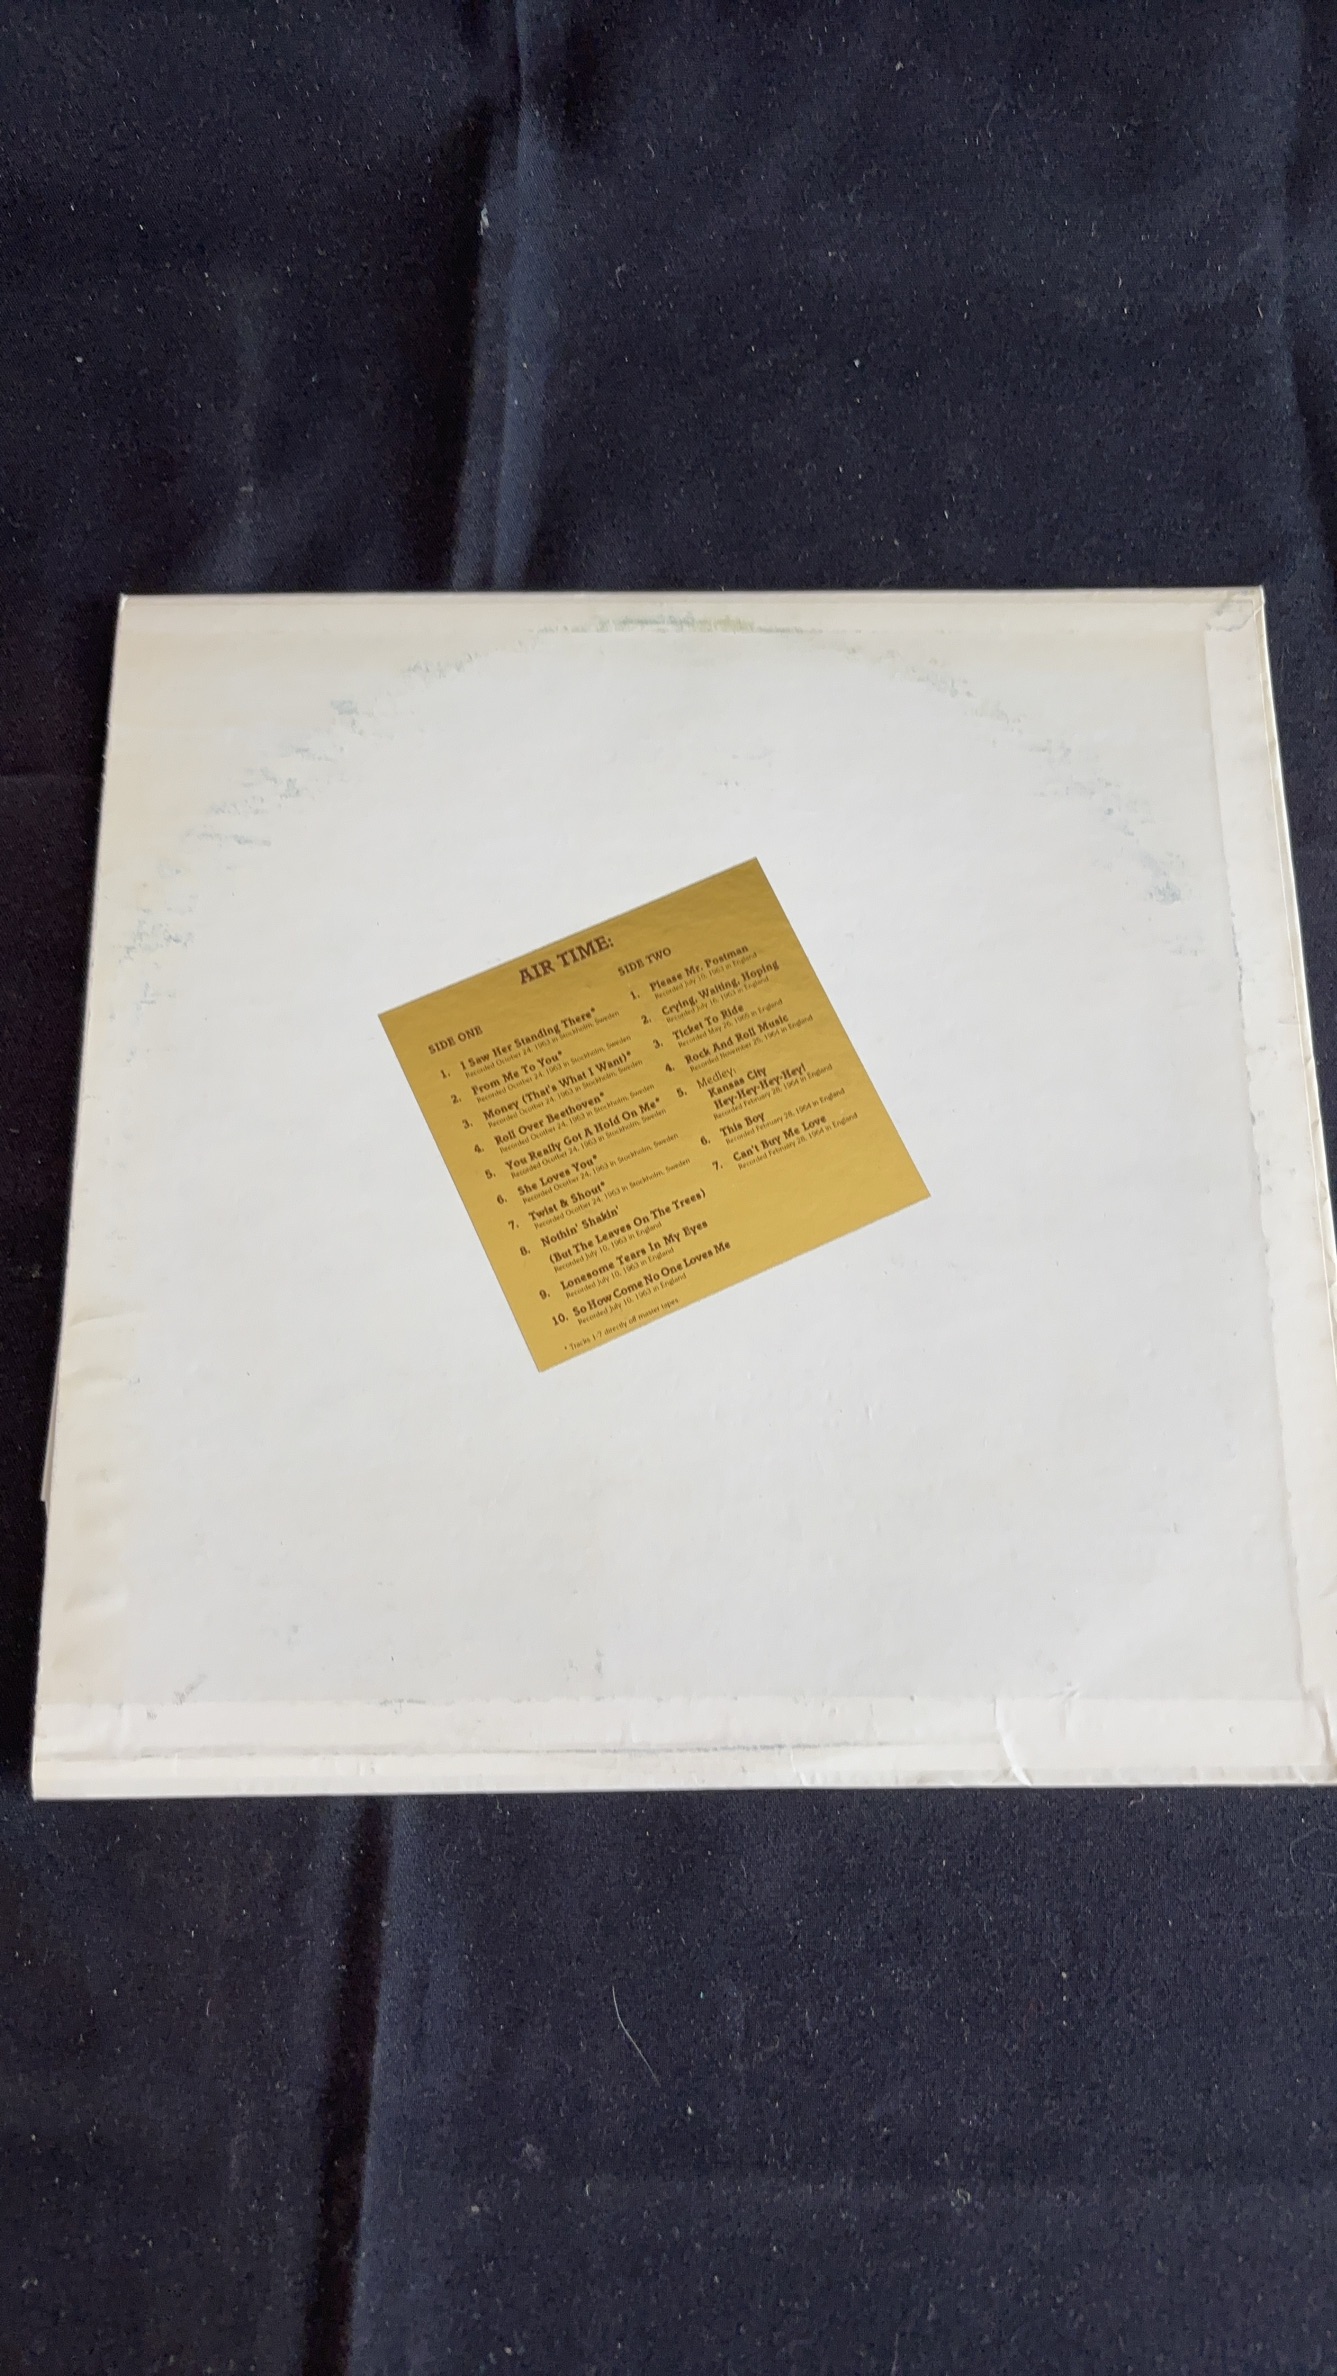 AIR TIME:
SIDE ONE
1. I Saw Her Standing There*
Recorded Ocotber 24, 1963 in Stockholm, Sweden
2. From Me To You*
Recorded Ocotber 24, 1963 in Stockholm, Sweden
3. Money (That's What I Want)*
Recorded Ocotber 24, 1963 in Stockholm, Sweden
4. Roll Over Beethoven*
Recorded Ocotber 24, 1963 in Stockholm, Sweden
5. You Really Got A Hold On Me*
Recorded Ocotber 24, 1963 in Stockholm, Sweden
6. She Loves You*
Recorded Ocotber 24, 1963 in Stockholm, Sweden
7. Twist & Shout*
Recorded Ocotber 24, 1963 in Stockholm, Sweden
8. Nothin' Shakin'
(But The Leaves On The Trees)
Recorded July 10, 1963 in England
9. Lonesome Tears In My Eyes
Recorded July 10, 1963 in England
10. So How Come No One Loves Me
Recorded July 10, 1963 in England
* Tracks 1-7 directly off master tapes
SIDE TWO
1. Please Mr. Postman
Recorded July 10, 1963 in England
2. Crying, Waiting, Hoping
Recorded July 16, 1963 in England
3. Ticket To Ride
Recorded May 26, 1965 in England
4. Rock And Roll Music
Recorded November 25, 1964 in England
5. Medley:
Kansas City
Hey-Hey-Hey-Hey!
Recorded February 28, 1964 in England
6. This Boy
Recorded February 28, 1964 in England
7. Can't Buy Me Love
Recorded February 28, 1964 in England